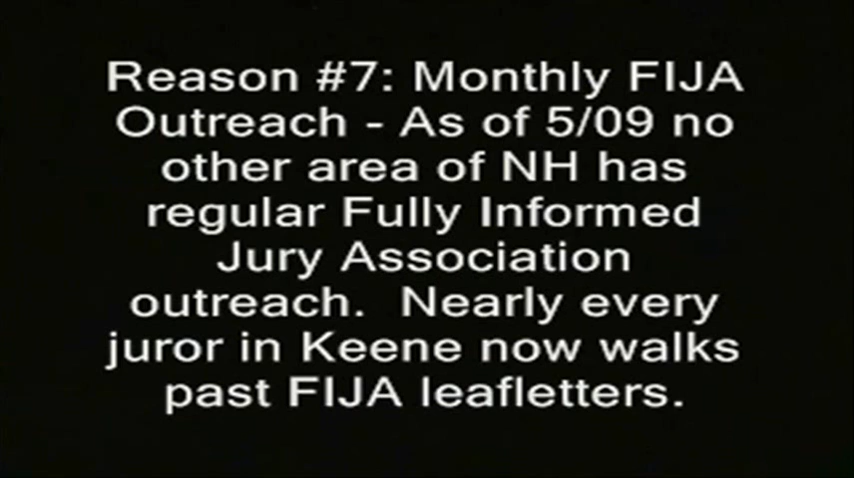 Reason #7: Monthly FIJA
Outreach - As of 5/09 no
other area of NH has
regular Fully Informed
Jury Association
outreach.  Nearly every
juror in Keene now walks
past FIJA leafletters.